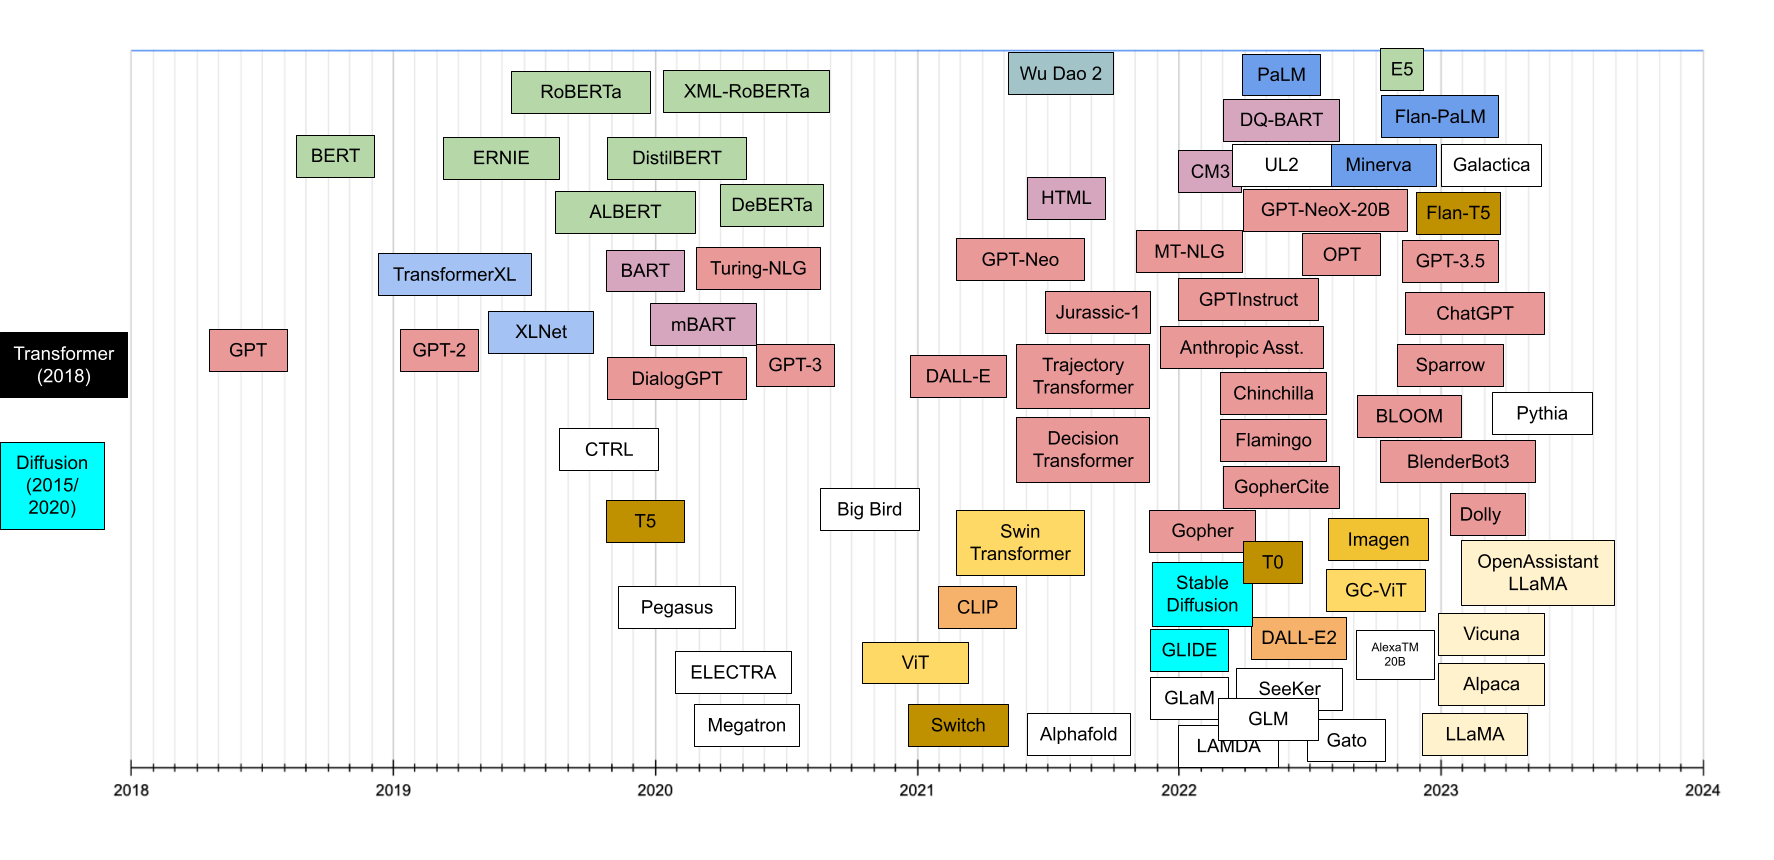 Wu Dao 2
PaLM
E5
RoBERTa
XML-RoBERTa
DQ-BART
Flan-PaLM
BERT
ERNIE
DistilBERT
CM3
UL2
Minerva
Galactica
ALBERT
DeBERTa
HTML
GPT-NeoX-20B
Flan-T5
TransformerXL
BART
Turing-NLG
GPT-Neo
MT-NLG
OPT
GPT-3.5
GPTInstruct
Jurassic-1
ChatGPT
XLNet
mBART
Anthropic Asst.
Transformer
(2018)
GPT
GPT-2
DialogGPT
GPT-3
DALL-E
Trajectory
Transformer
Sparrow
Chinchilla
BLOOM
Pythia
CTRL
Decision
Transformer
Flamingo
BlenderBot3
Diffusion
(2015/
2020)
GopherCite
T5
Big Bird
Swin
Transformer
Gopher
Dolly
T0
Imagen
OpenAssistant
LLaMA
Stable
Diffusion
GC-ViT
Pegasus
CLIP
DALL-E2
Vicuna
GLIDE
AlexaTM
20B
ViT
ELECTRA
SeeKer
Alpaca
GLaM
GLM
Megatron
Switch
Alphafold
LAMDA
Gato
LLaMA
2018
2019
2020
2021
2022
2023
2024